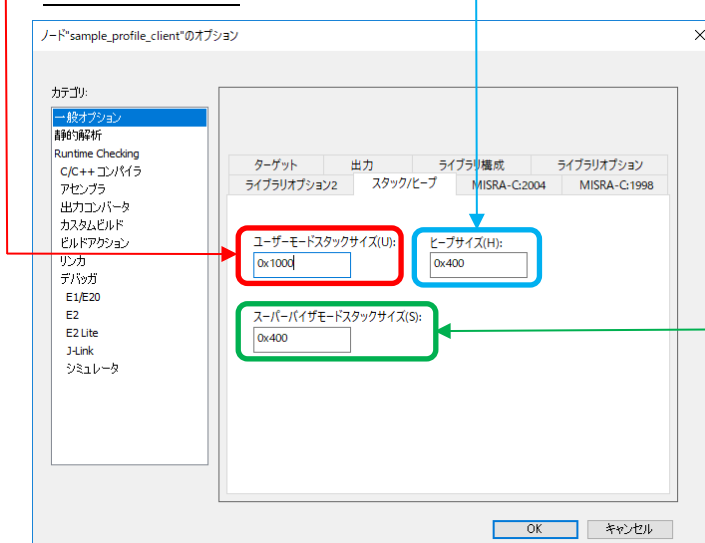 ノード"sample_profile_client"のオプション
カテゴリ:
一般オプション
静的解析
Runtime Checking
C/C++ コンパイラ
アセンブラ
出力コンバータ
カスタムビルド
ビルドアクション
リンカ
デバッガ
E1/E20
E2
E2 Lite
J-Link
シミュレータ
ターゲット 出力 ライブラリ構成 ライブラリオプション
ライブラリオプション2 スタック/ヒープ MISRA-C:2004 MISRA-C:1998
ユーザーモードスタックサイズ(U): ヒープサイズ(H):
0x1000 0x400
スーパーバイザモードスタックサイズ(S):
0x400
OK キャンセル